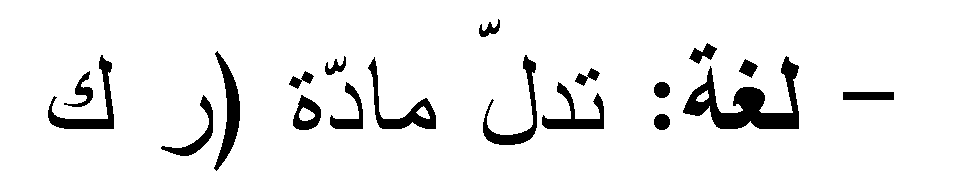 – لغة: تدلّ مادّة (ر ك